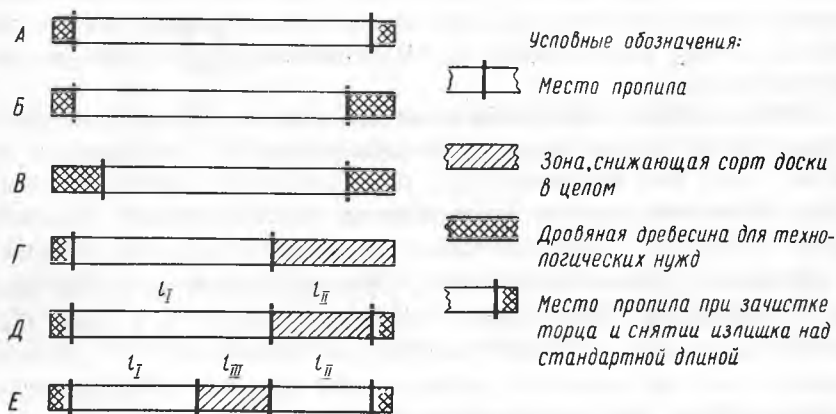 А
Б
В
Г
l_I l_II
Д
l_I l_III l_II
Е
Условные обозначения:
Место пропила
Зона, снижающая сорт доски
в целом
Дровяная древесина для техно-
логических нужд
Место пропила при зачистке
торца и снятии излишка над
стандартной длиной